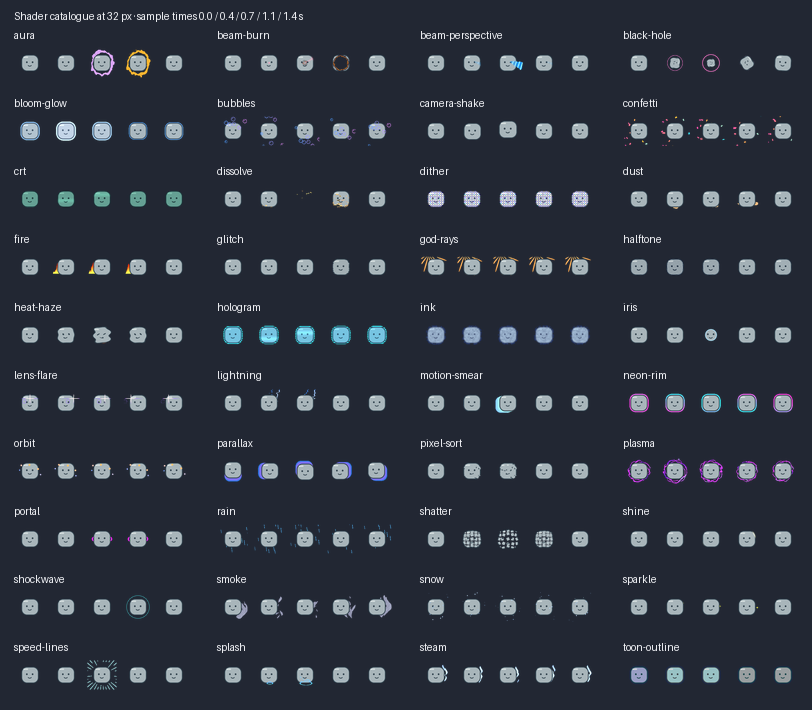 Shader catalogue at 32 px · sample times 0.0 / 0.4 / 0.7 / 1.1 / 1.4 s
aura beam-burn beam-perspective black-hole
bloom-glow bubbles camera-shake confetti
crt dissolve dither dust
fire glitch god-rays halftone
heat-haze hologram ink iris
lens-flare lightning motion-smear neon-rim
orbit parallax pixel-sort plasma
portal rain shatter shine
shockwave smoke snow sparkle
speed-lines splash steam toon-outline